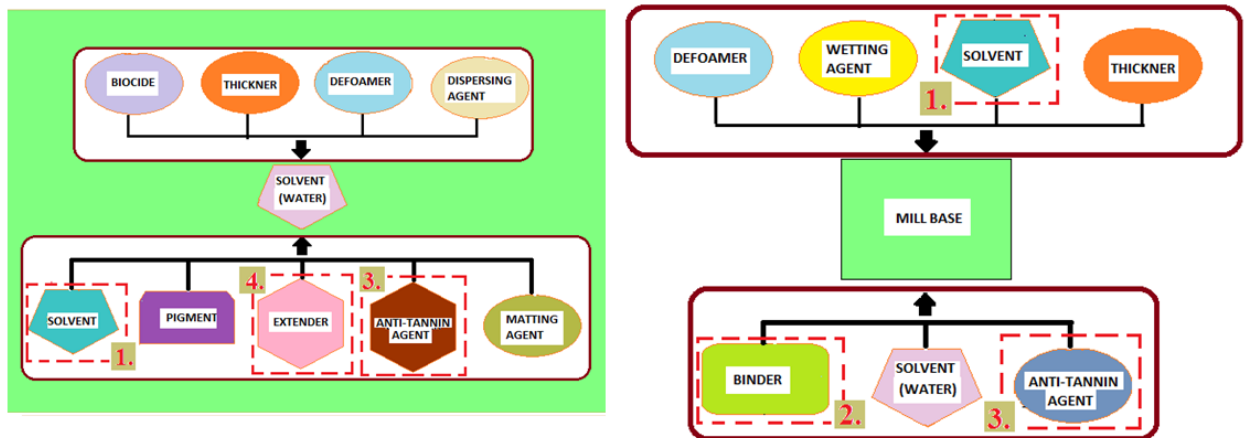 BIOCIDE
THICKNER
DEFOAMER
DISPERSING
AGENT
SOLVENT
(WATER)
SOLVENT
1.
PIGMENT
4.
EXTENDER
3.
ANTI-TANNIN
AGENT
MATTING
AGENT
DEFOAMER
WETTING
AGENT
1.
SOLVENT
THICKNER
MILL BASE
BINDER
2.
SOLVENT
(WATER)
3.
ANTI-TANNIN
AGENT